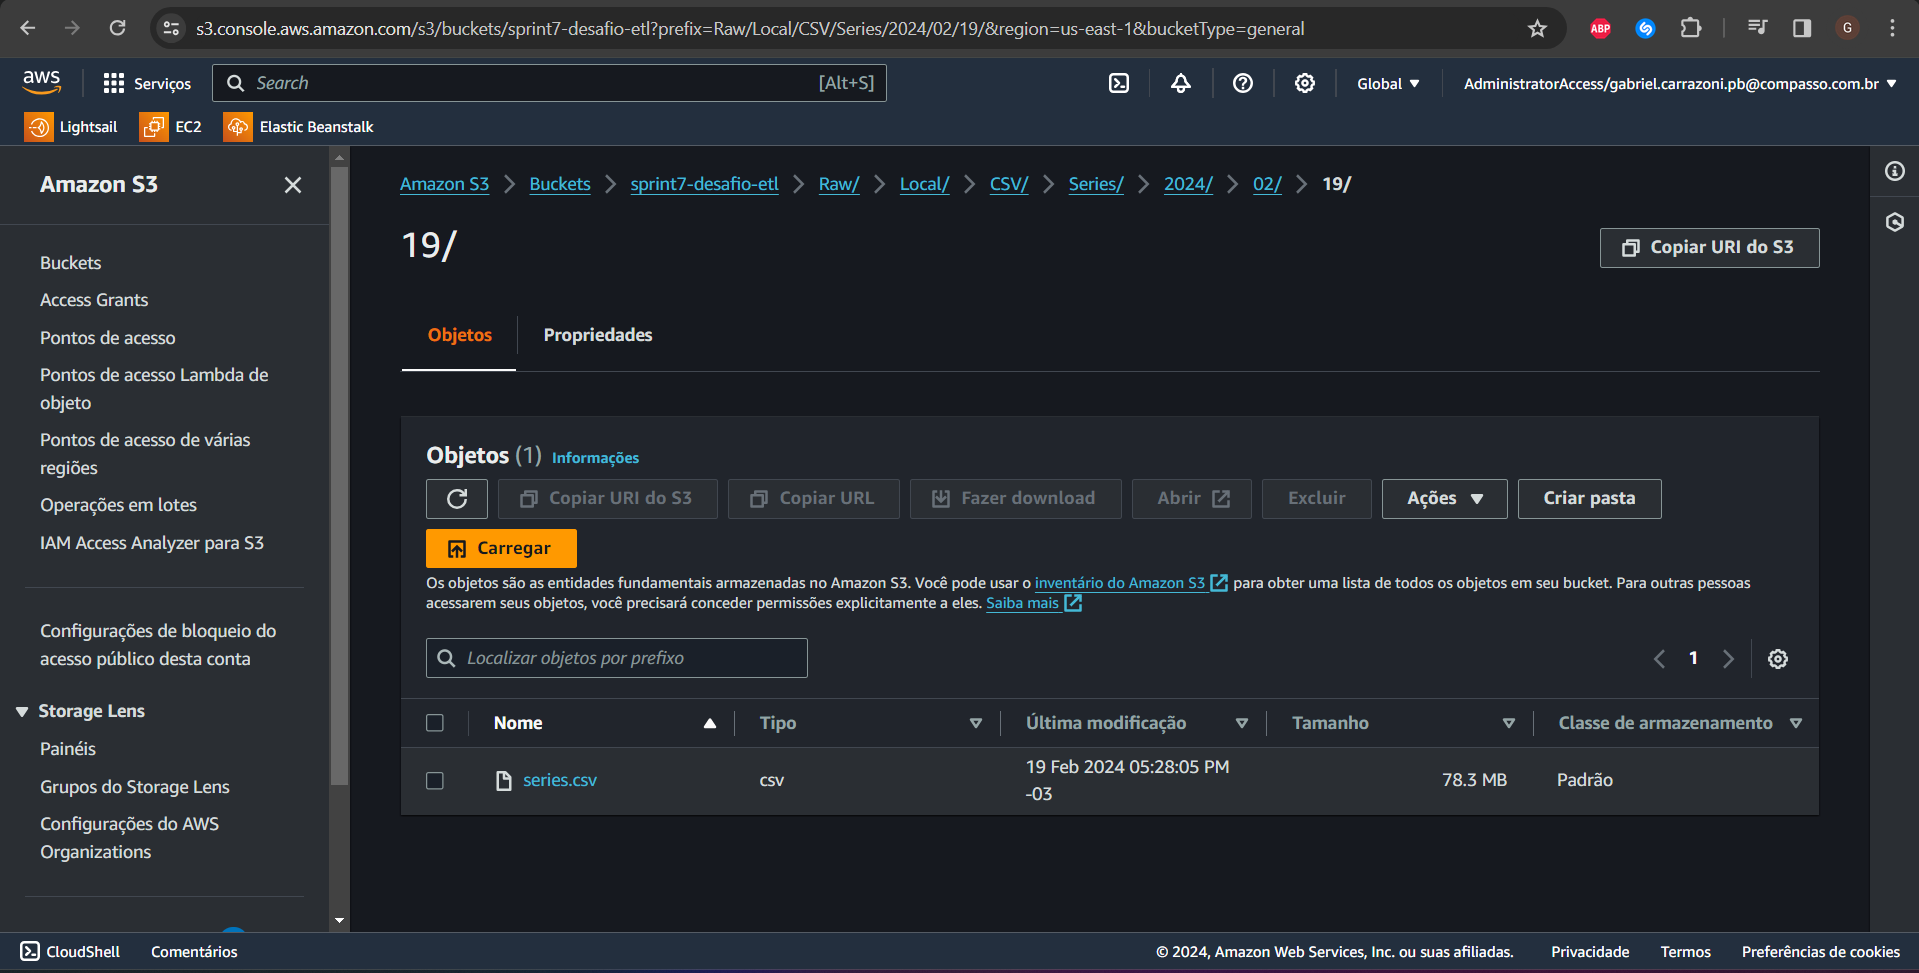 s3.console.aws.amazon.com/s3/buckets/sprint7-desafio-etl?prefix=Raw/Local/CSV/Series/2024/02/19/&region=us-east-1&bucketType=general
ABP
G
aws
Serviços
Search
[Alt+S]
Global
AdministratorAccess/gabriel.carrazoni.pb@compasso.com.br
Lightsail
EC2
Elastic Beanstalk
Amazon S3
Buckets
Access Grants
Pontos de acesso
Pontos de acesso Lambda de
objeto
Pontos de acesso de várias
regiões
Operações em lotes
IAM Access Analyzer para S3
Configurações de bloqueio do
acesso público desta conta
Storage Lens
Painéis
Grupos do Storage Lens
Configurações do AWS
Organizations
Amazon S3 > Buckets > sprint7-desafio-etl > Raw/ > Local/ > CSV/ > Series/ > 2024/ > 02/ > 19/
19/
Copiar URI do S3
Objetos
Propriedades
Objetos (1) Informações
Copiar URI do S3
Copiar URL
Fazer download
Abrir
Excluir
Ações
Criar pasta
Carregar
Os objetos são as entidades fundamentais armazenadas no Amazon S3. Você pode usar o inventário do Amazon S3 para obter uma lista de todos os objetos em seu bucket. Para outras pessoas
acessarem seus objetos, você precisará conceder permissões explicitamente a eles. Saiba mais
Localizar objetos por prefixo
1
Nome
Tipo
Última modificação
Tamanho
Classe de armazenamento
series.csv
csv
19 Feb 2024 05:28:05 PM
-03
78.3 MB
Padrão
CloudShell
Comentários
© 2024, Amazon Web Services, Inc. ou suas afiliadas.
Privacidade
Termos
Preferências de cookies